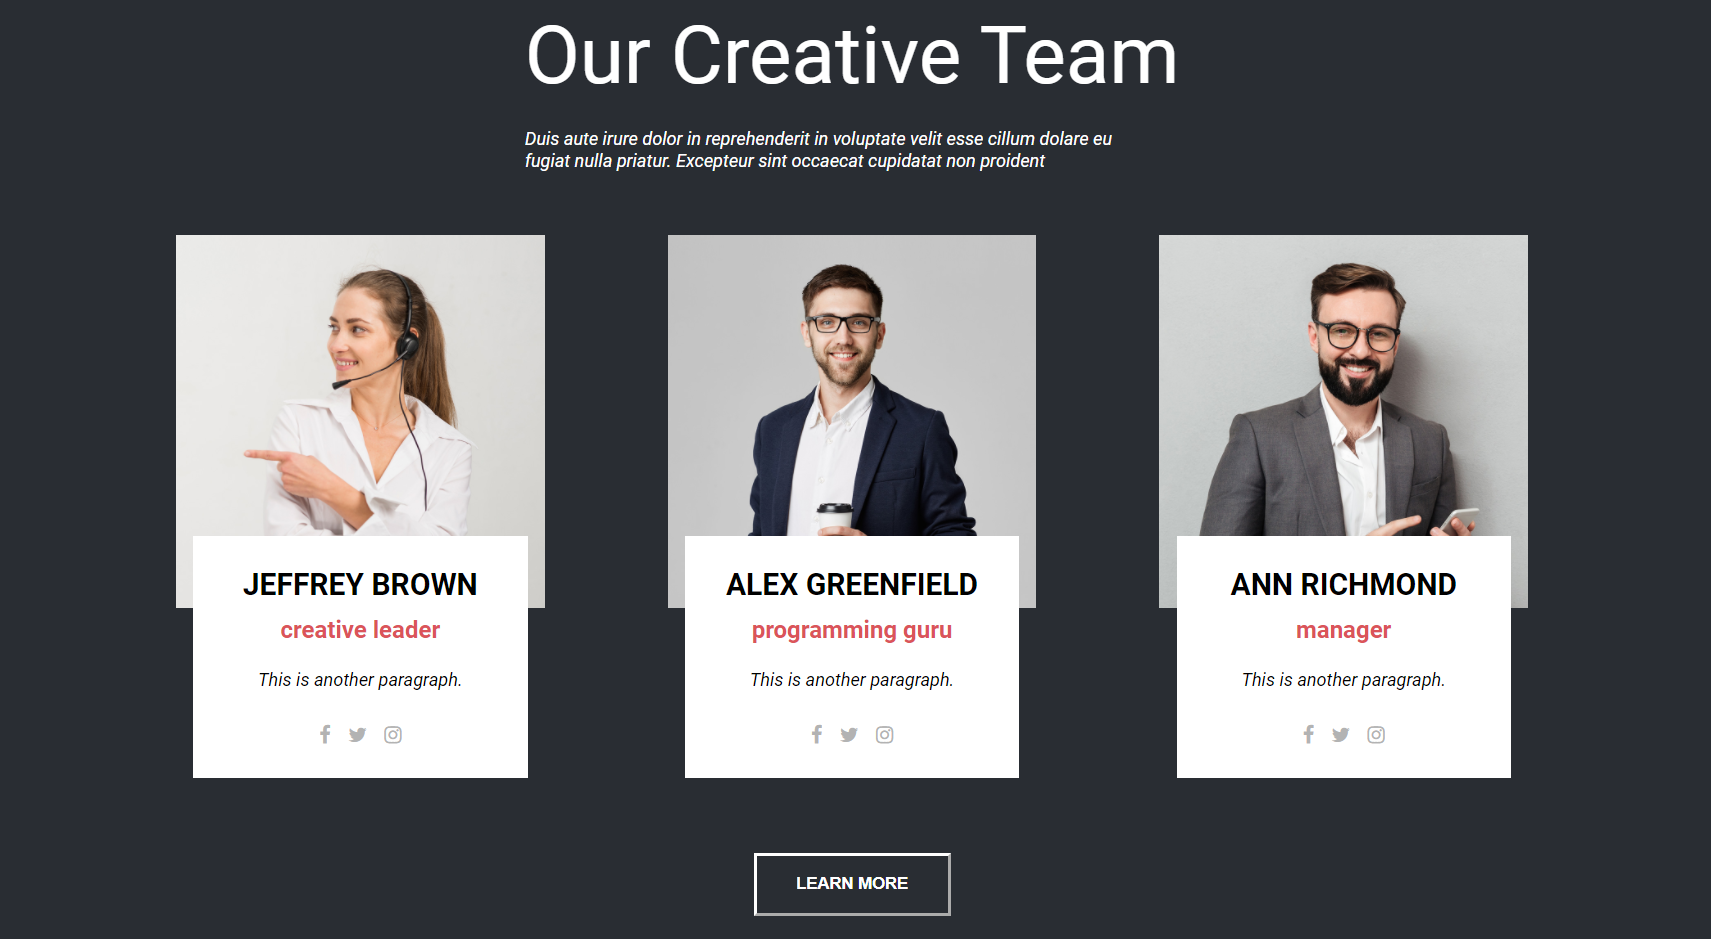 Our Creative Team
Duis aute irure dolor in reprehenderit in voluptate velit esse cillum dolare eu
fugiat nulla priatur. Excepteur sint occaecat cupidatat non proident
JEFFREY BROWN
creative leader
This is another paragraph.
ALEX GREENFIELD
programming guru
This is another paragraph.
ANN RICHMOND
manager
This is another paragraph.
LEARN MORE